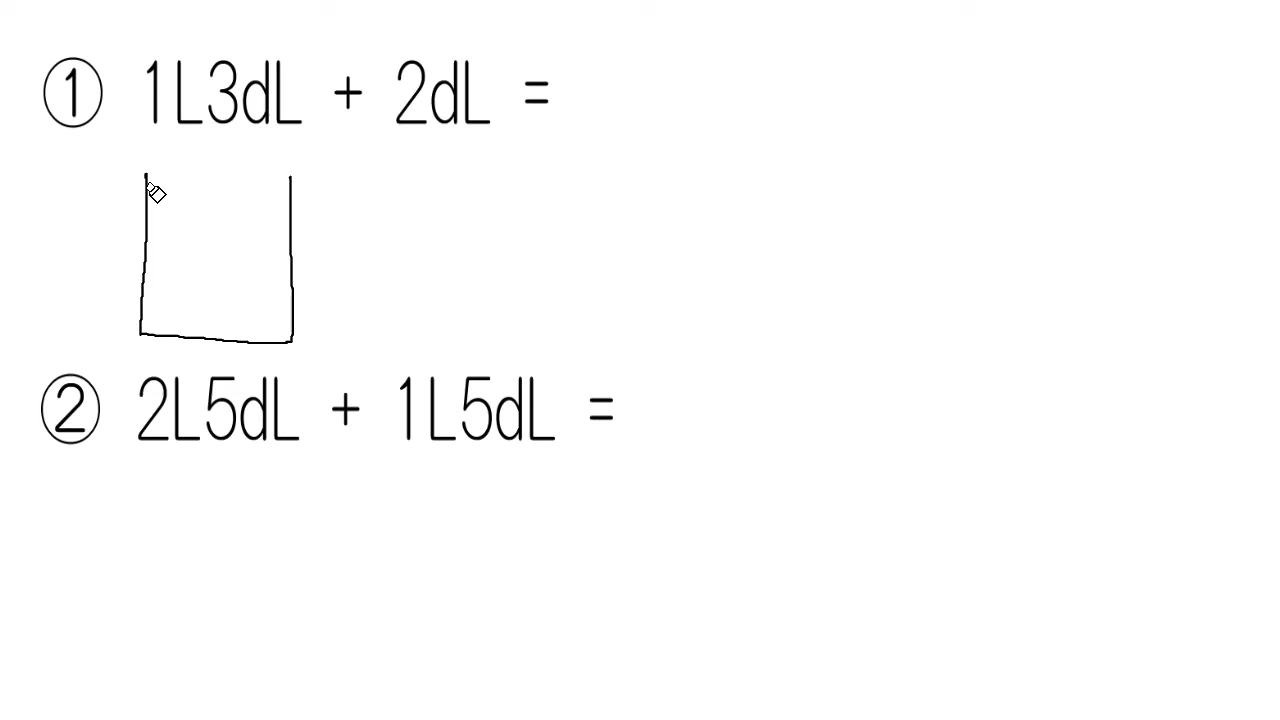 ① 1L3dL + 2dL =
② 2L5dL + 1L5dL =